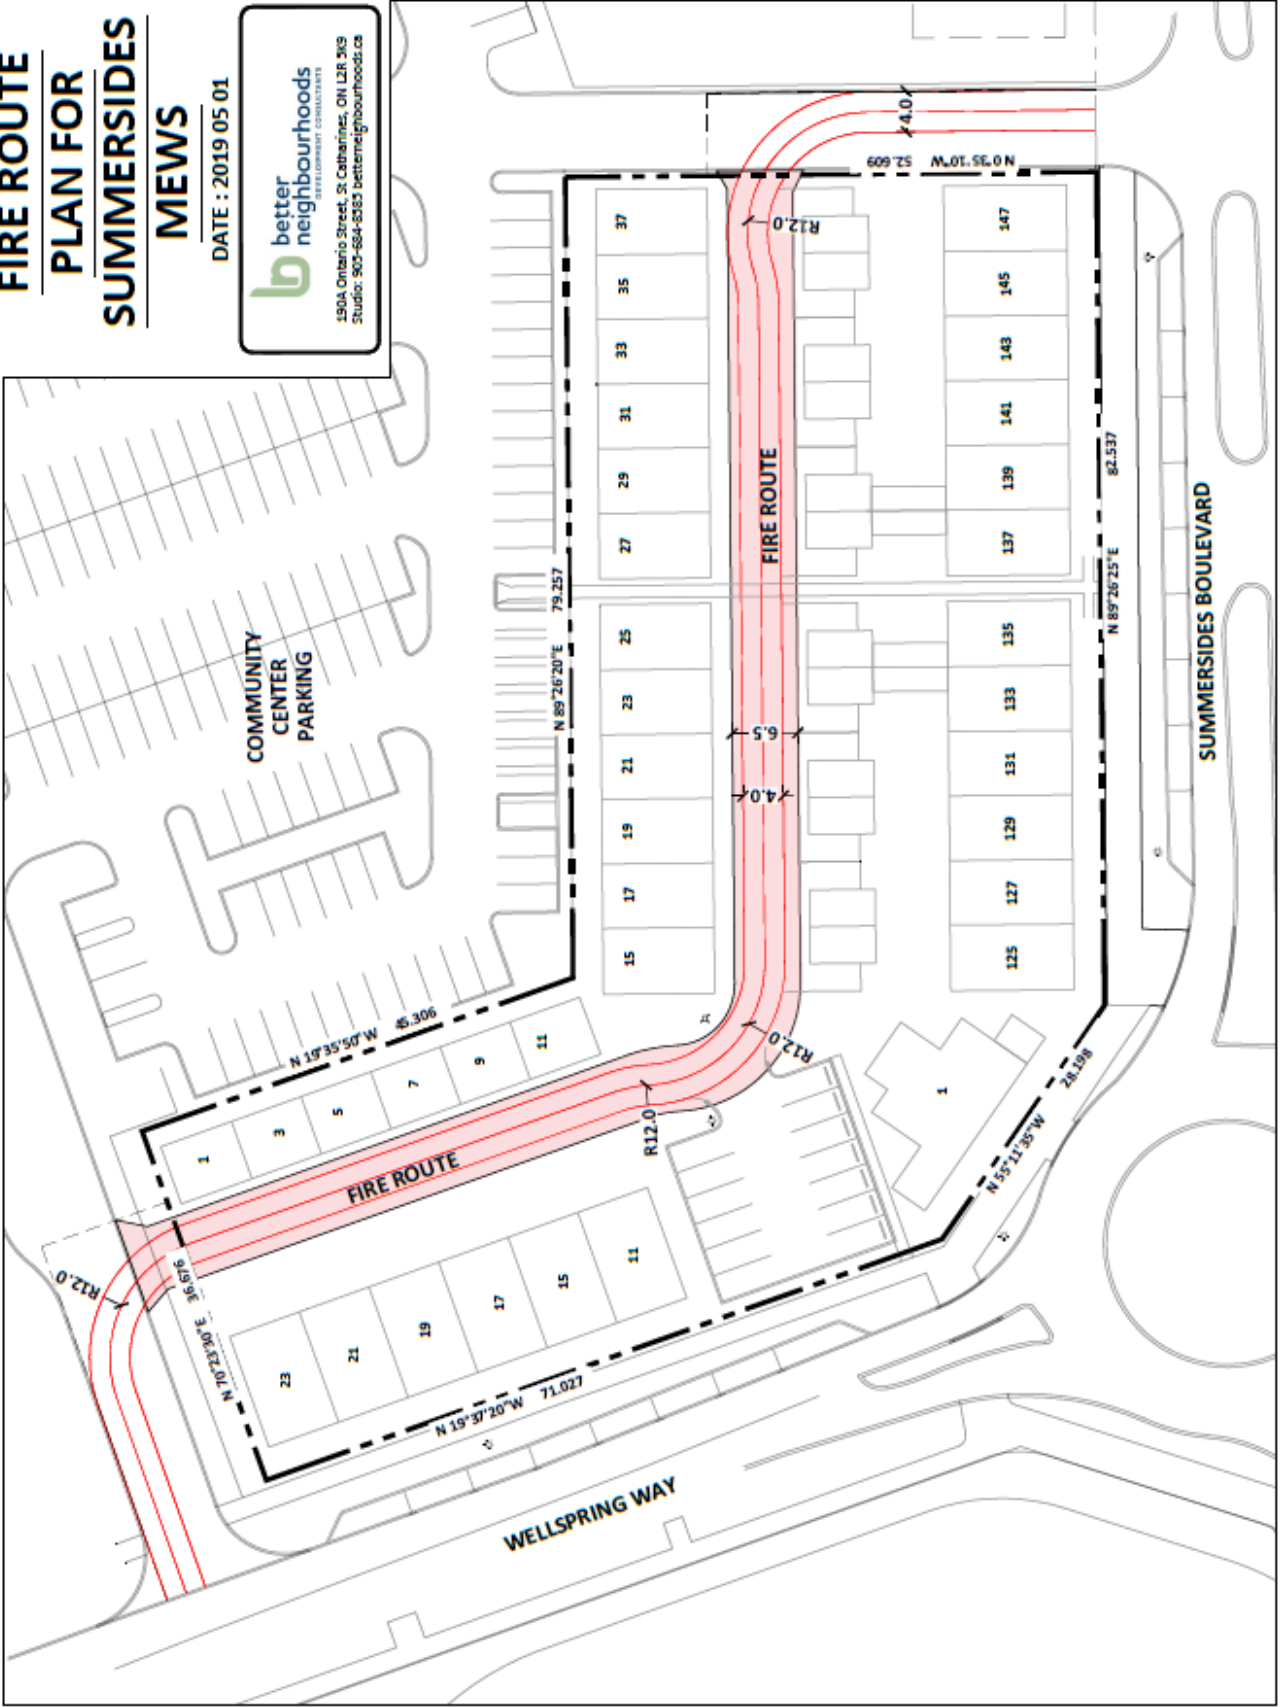 FIRE ROUTE
PLAN FOR
SUMMERSIDES
MEWS
DATE : 2019 05 01
better
neighbourhoods
DEVELOPMENT CONSULTANTS
190A Ontario Street, St Catharines, ON L2R 5K9
Studio: 905-684-8585 betterneighbourhoods.ca
COMMUNITY
CENTER
PARKING
4.0
N 0°35'10"W 52.609
37
35
33
31
29
27
25
23
21
19
17
15
N 89°26'20"E 79.257
R12.0
FIRE ROUTE
6.5
4.0
R12.0
147
145
143
141
139
137
135
133
131
129
127
125
N 89°26'25"E 82.537
SUMMERSIDES BOULEVARD
N 19°35'50"W 45.306
1
3
5
7
9
11
FIRE ROUTE
R12.0
R12.0
N 70°23'30"E 36.676
23
21
19
17
15
11
N 19°37'20"W 71.027
1
N 55°11'35"W 28.198
WELLSPRING WAY